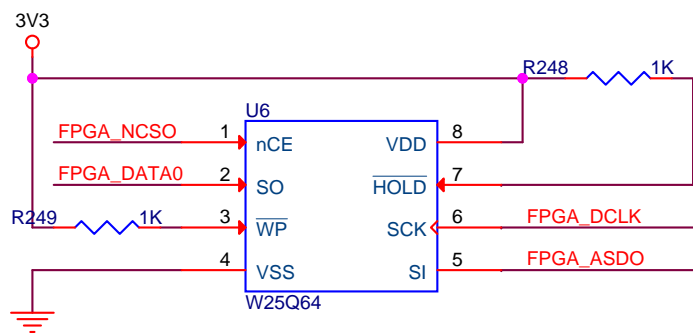 3V3
R248 1K
U6
FPGA_NCSO 1 nCE VDD 8
FPGA_DATA0 2 SO HOLD 7
R249 1K 3 WP SCK 6 FPGA_DCLK
4 VSS SI 5 FPGA_ASDO
W25Q64